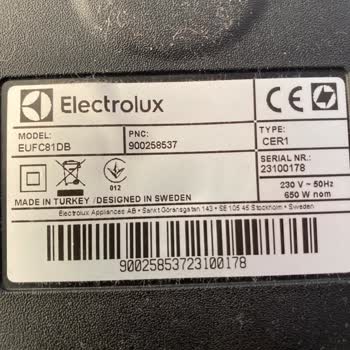 Electrolux
CE
MODEL:
EUFC81DB
PNC:
900258537
TYPE:
CER1
SERIAL NR.:
23100178
012
230 V ~ 50Hz
650 W nom
MADE IN TURKEY / DESIGNED IN SWEDEN
Electrolux Appliances AB • Sankt Göransgatan 143 • SE 105 45 Stockholm • Sweden
90025853723100178